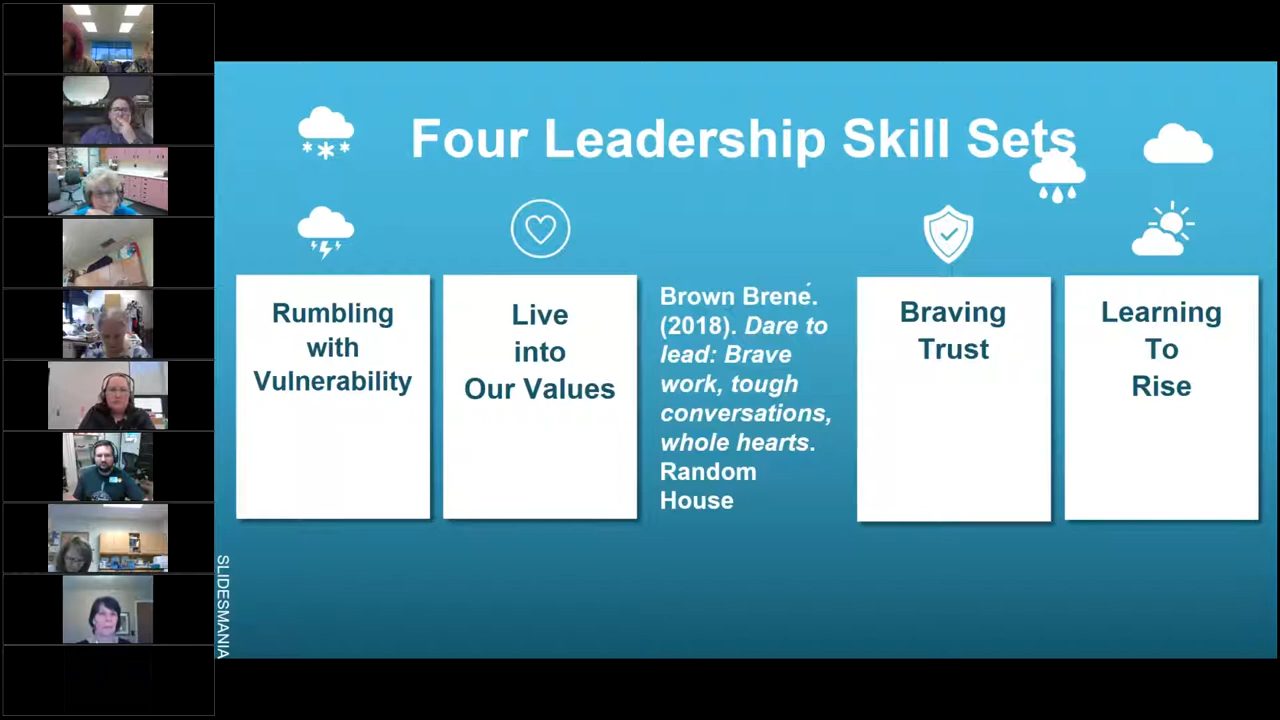 Four Leadership Skill Sets
Rumbling
with
Vulnerability
Live
into
Our Values
Brown Brené.
(2018). Dare to
lead: Brave
work, tough
conversations,
whole hearts.
Random
House
Braving
Trust
Learning
To
Rise
SLIDESMANIA